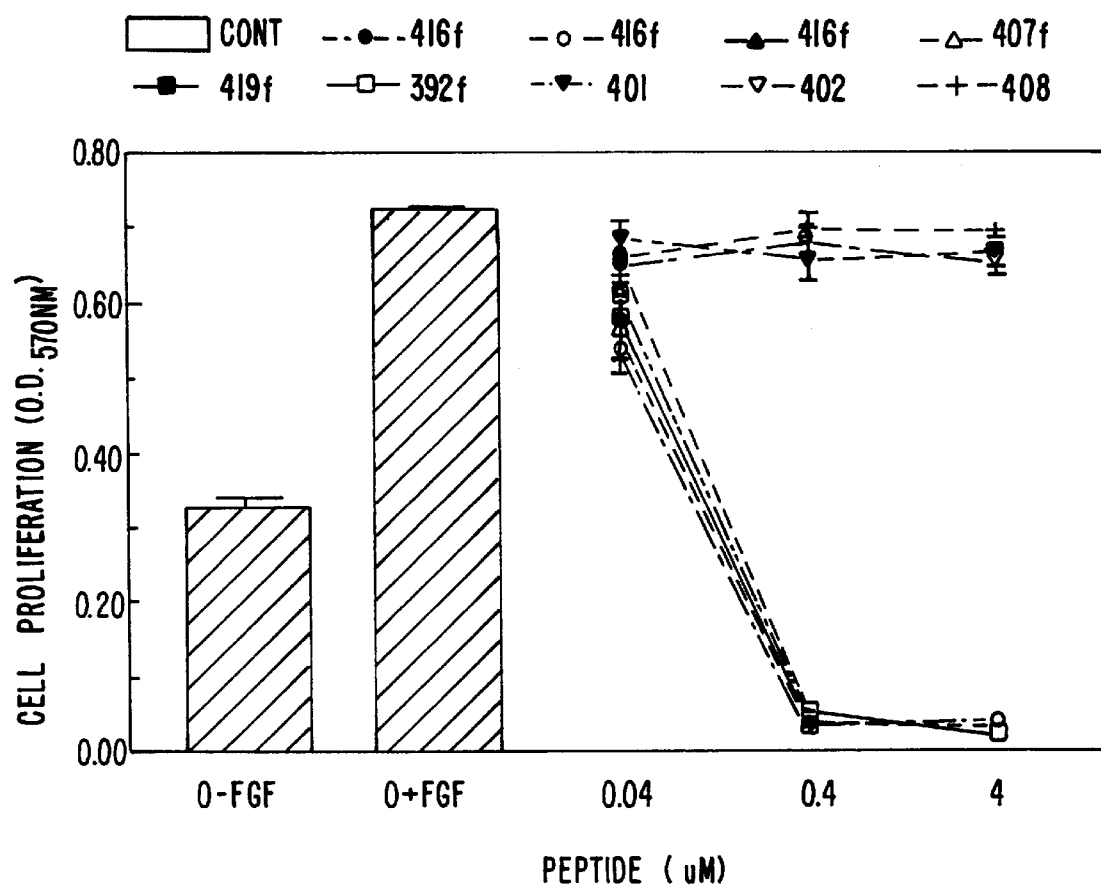 CONT 416f 416f 416f 407f
419f 392f 401 402 408
0.80
0.60
0.40
0.20
0.00
CELL PROLIFERATION (O.D. 570NM)
0-FGF 0+FGF 0.04 0.4 4
PEPTIDE ( uM)